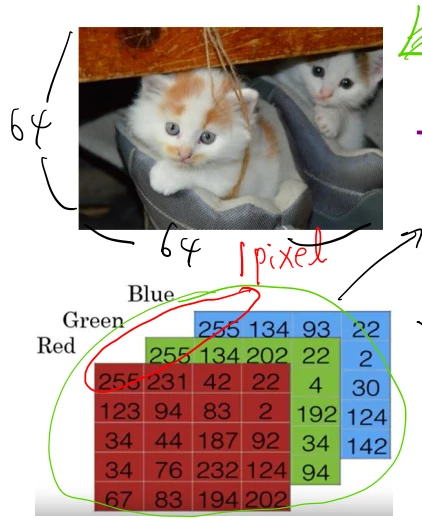 64
64
1 pixel
Blue
255 134 93 22
Green
255 134 202 22 2
Red
255 231 42 22 4 30
123 94 83 2 192 124
34 44 187 92 34 142
34 76 232 124 94
67 83 194 202